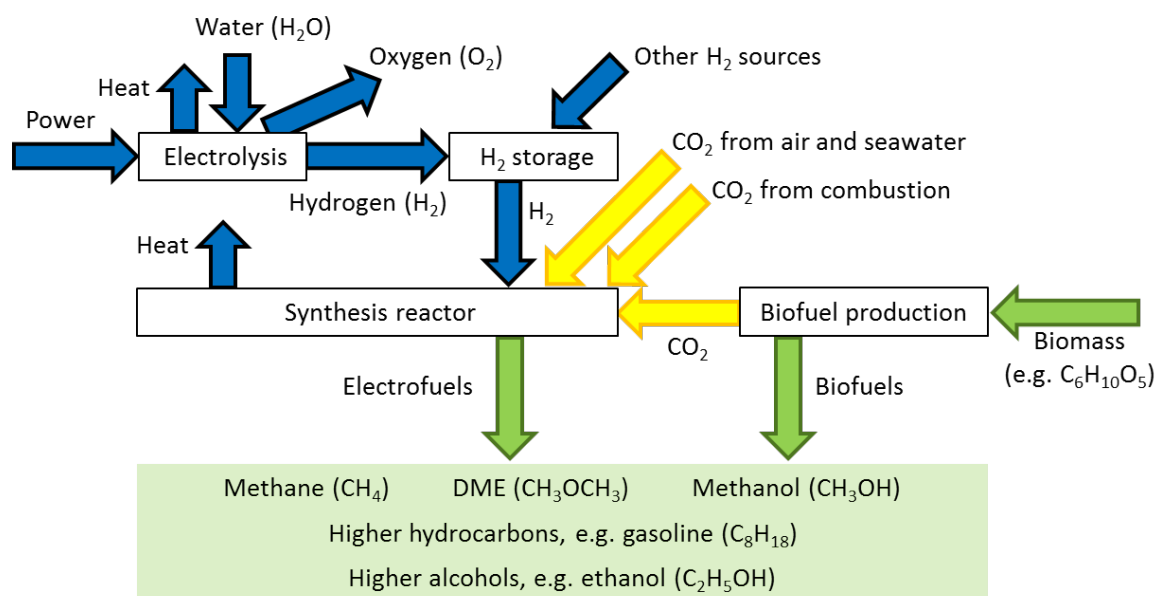 Water (H₂O)
Oxygen (O₂)
Other H₂ sources
Heat
Power
Electrolysis
H₂ storage
CO₂ from air and seawater
CO₂ from combustion
Hydrogen (H₂)
H₂
Heat
Synthesis reactor
Biofuel production
CO₂
Biomass
(e.g. C₆H₁₀O₅)
Electrofuels
Biofuels
Methane (CH₄)
DME (CH₃OCH₃)
Methanol (CH₃OH)
Higher hydrocarbons, e.g. gasoline (C₈H₁₈)
Higher alcohols, e.g. ethanol (C₂H₅OH)